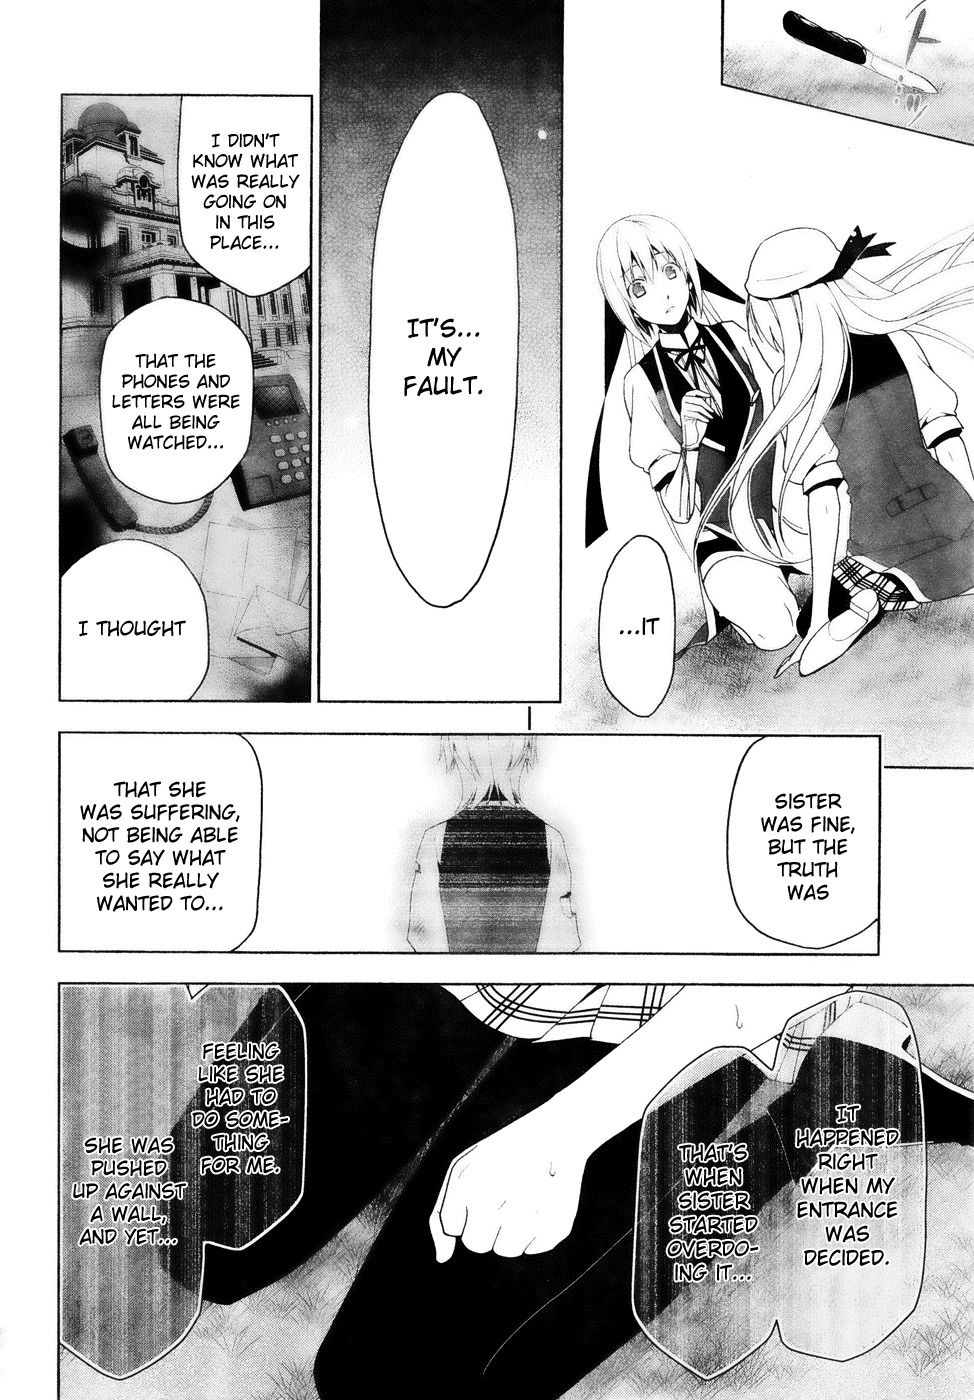 ...IT
IT'S...
MY
FAULT.
I DIDN'T
KNOW WHAT
WAS REALLY
GOING ON
IN THIS
PLACE...
THAT THE
PHONES AND
LETTERS WERE
ALL BEING
WATCHED...
I THOUGHT
SISTER
WAS FINE,
BUT THE
TRUTH
WAS
THAT SHE
WAS SUFFERING,
NOT BEING ABLE
TO SAY WHAT
SHE REALLY
WANTED TO...
IT
HAPPENED
RIGHT
WHEN MY
ENTRANCE
WAS
DECIDED.
THAT'S
WHEN
SISTER
STARTED
OVERDO-
ING IT...
FEELING
LIKE SHE
HAD TO
DO SOME-
THING
FOR ME.
SHE WAS
PUSHED
UP AGAINST
A WALL,
AND YET...